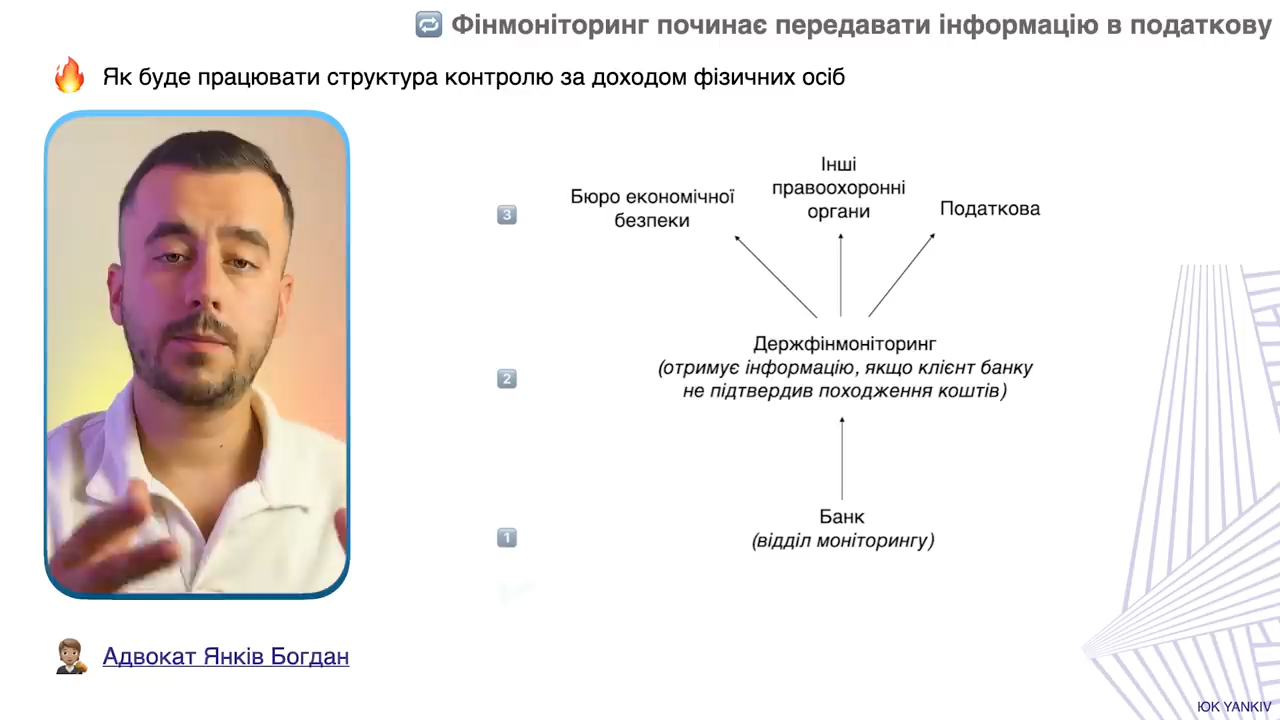 Фінмоніторинг починає передавати інформацію в податкову
Як буде працювати структура контролю за доходом фізичних осіб
3
Бюро економічної
безпеки
Інші
правоохоронні
органи
Податкова
2
Держфінмоніторинг
(отримує інформацію, якщо клієнт банку
не підтвердив походження коштів)
1
Банк
(відділ моніторингу)
Адвокат Янків Богдан
ЮК YANKIV